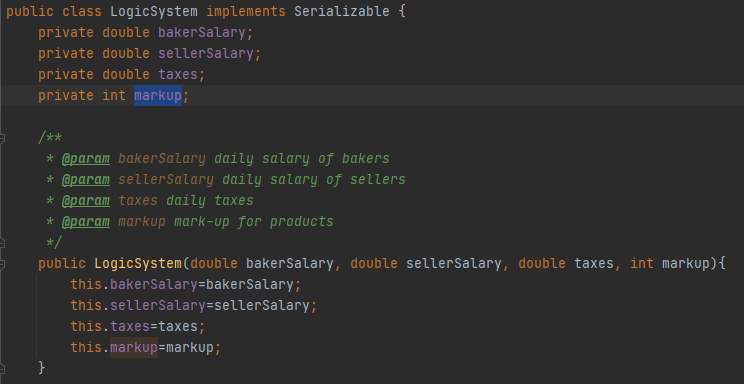 public class LogicSystem implements Serializable {
private double bakerSalary;
private double sellerSalary;
private double taxes;
private int markup;
/**
* @param bakerSalary daily salary of bakers
* @param sellerSalary daily salary of sellers
* @param taxes daily taxes
* @param markup mark-up for products
*/
public LogicSystem(double bakerSalary, double sellerSalary, double taxes, int markup){
this.bakerSalary=bakerSalary;
this.sellerSalary=sellerSalary;
this.taxes=taxes;
this.markup=markup;
}